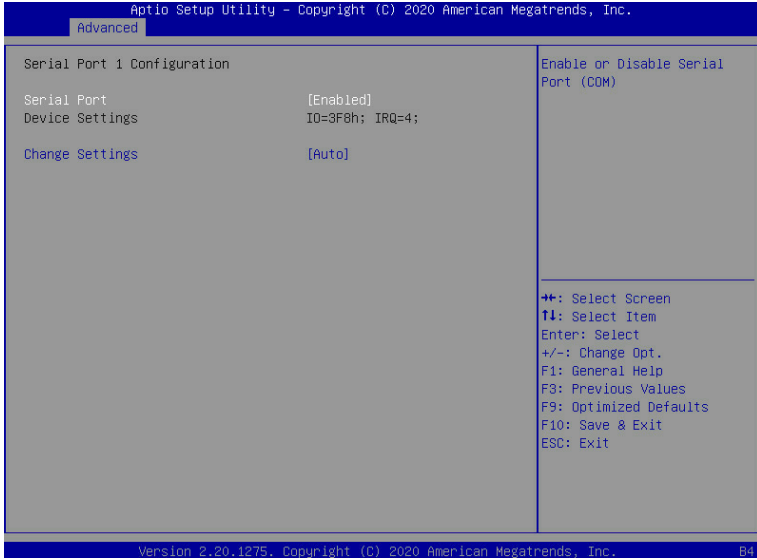 Aptio Setup Utility – Copyright (C) 2020 American Megatrends, Inc.
Advanced
Serial Port 1 Configuration
Serial Port [Enabled]
Device Settings IO=3F8h; IRQ=4;
Change Settings [Auto]
Enable or Disable Serial
Port (COM)
→←: Select Screen
↑↓: Select Item
Enter: Select
+/-: Change Opt.
F1: General Help
F3: Previous Values
F9: Optimized Defaults
F10: Save & Exit
ESC: Exit
Version 2.20.1275. Copyright (C) 2020 American Megatrends, Inc.
B4